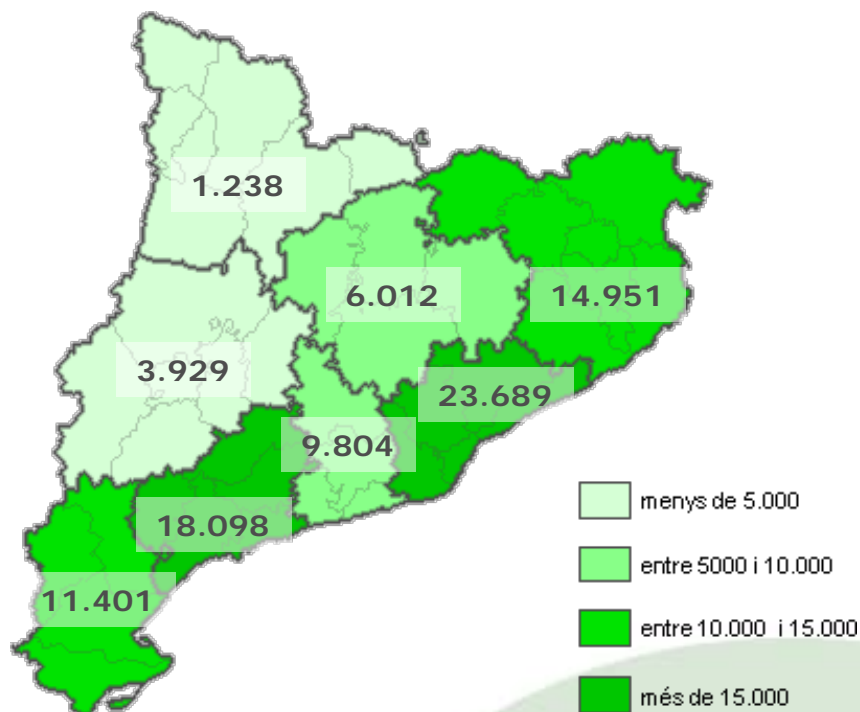 1.238
6.012
14.951
3.929
23.689
9.804
18.098
11.401
menys de 5.000
entre 5000 i 10.000
entre 10.000 i 15.000
més de 15.000